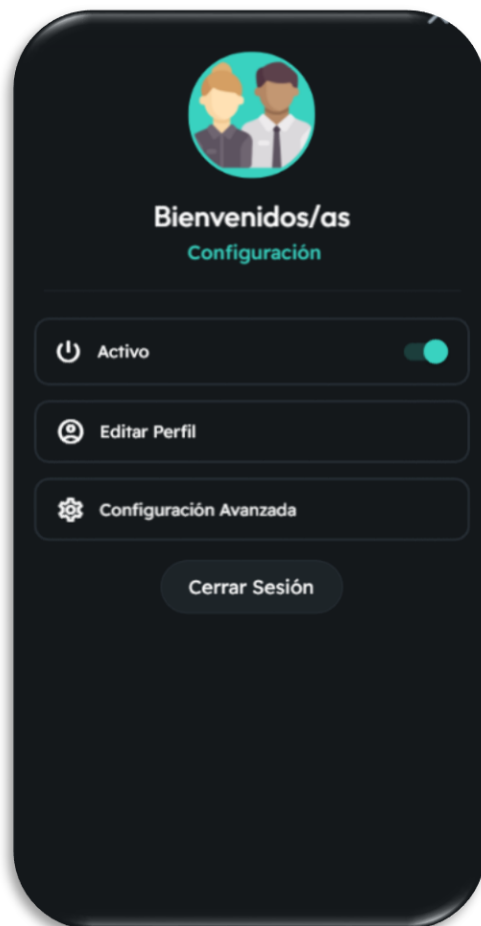 Bienvenidos/as
Configuración
Activo
Editar Perfil
Configuración Avanzada
Cerrar Sesión